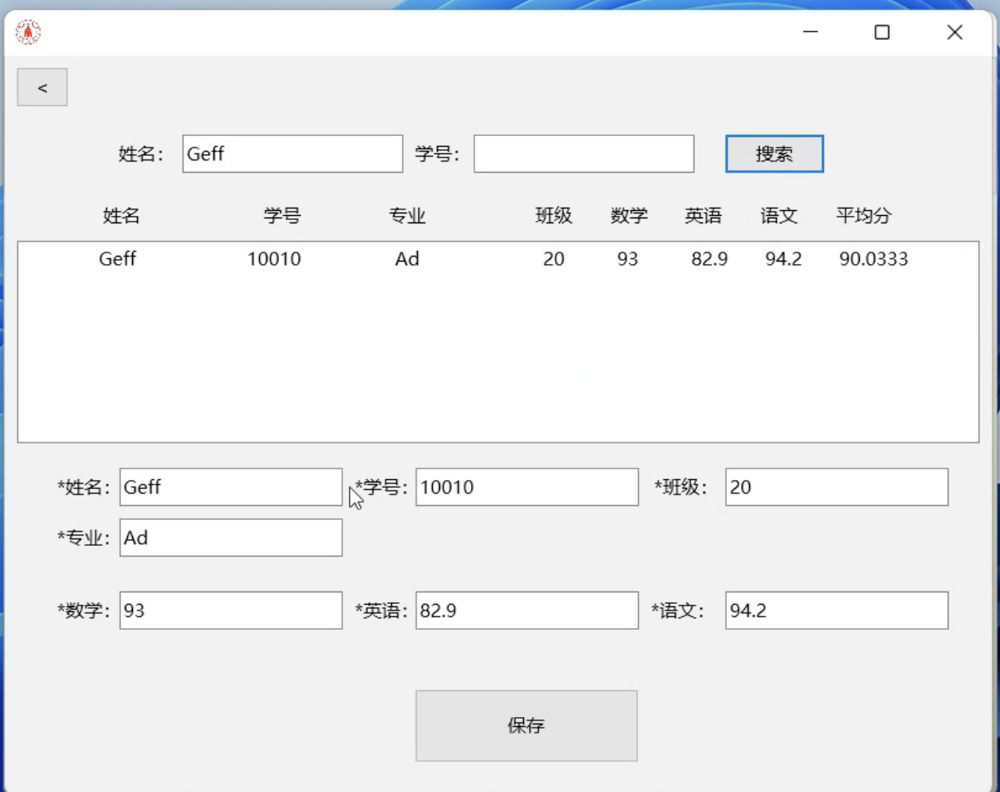 <
姓名： Geff 学号： 搜索
姓名 学号 专业 班级 数学 英语 语文 平均分
Geff 10010 Ad 20 93 82.9 94.2 90.0333
*姓名： Geff *学号： 10010 *班级： 20
*专业： Ad
*数学： 93 *英语： 82.9 *语文： 94.2
保存